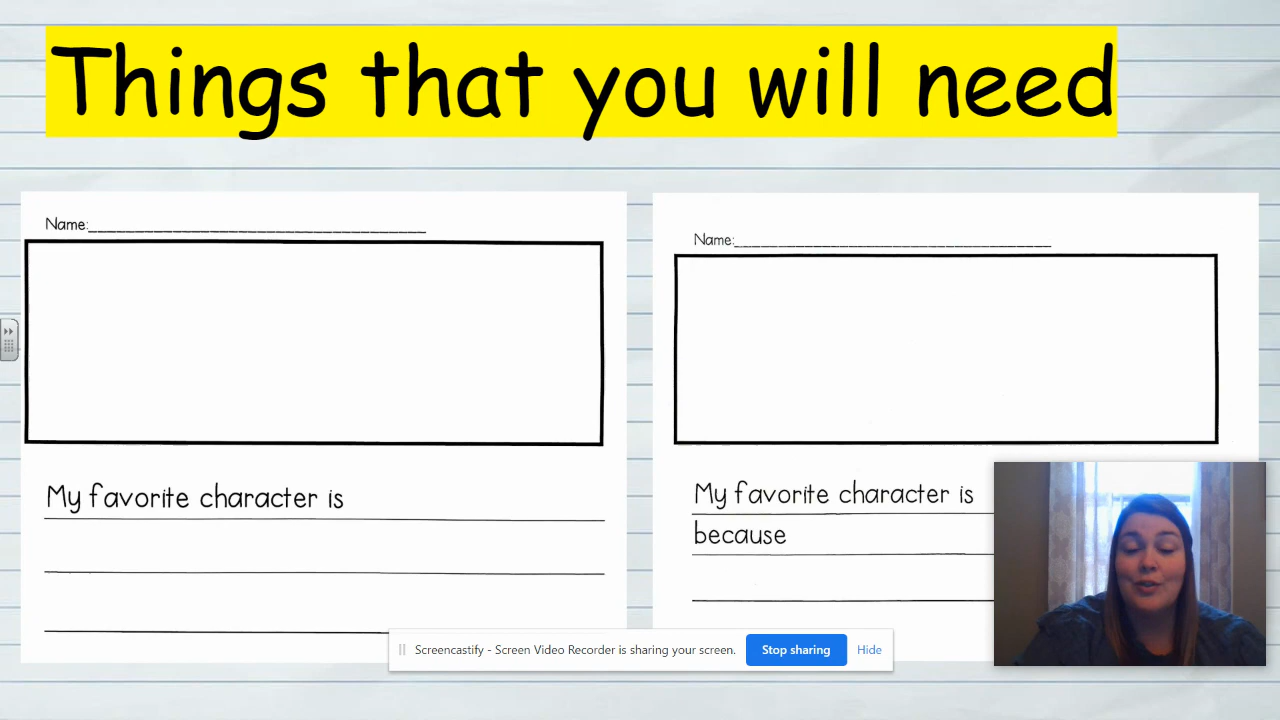 Things that you will need
Name:
My favorite character is
Name:
My favorite character is
because
Screencastify - Screen Video Recorder is sharing your screen.
Stop sharing
Hide